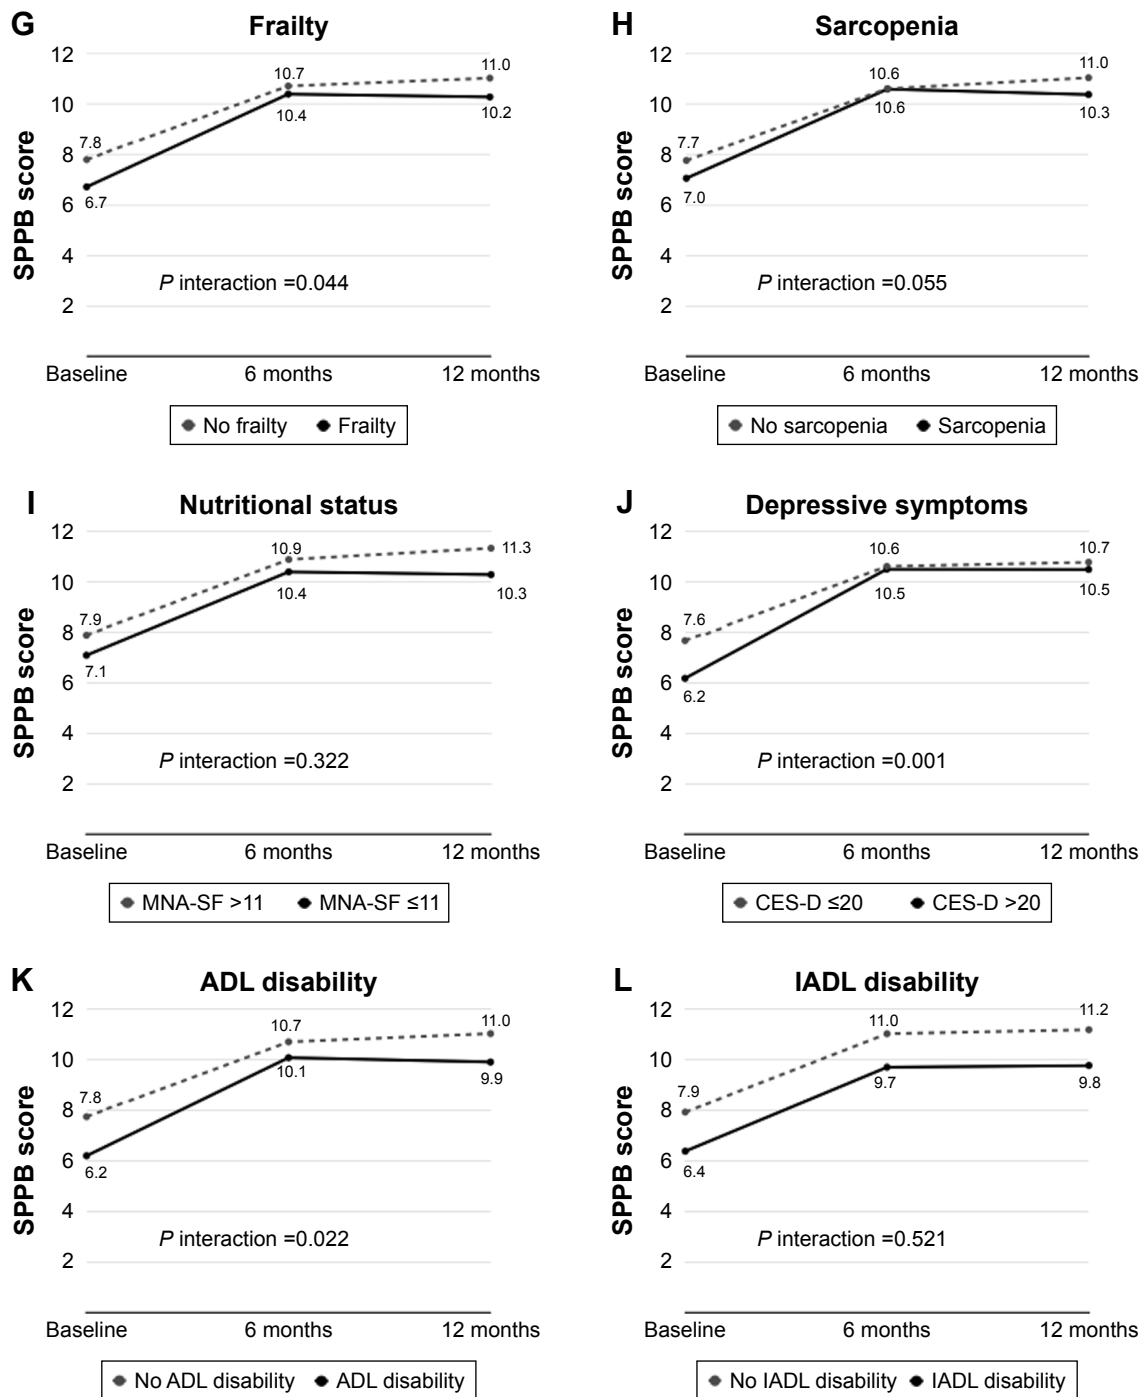 G Frailty
12
10
8
6
4
2
SPPB score
10.7
11.0
10.4
10.2
7.8
6.7
P interaction =0.044
Baseline 6 months 12 months
No frailty Frailty
H Sarcopenia
12
10
8
6
4
2
SPPB score
10.6
11.0
10.6
10.3
7.7
7.0
P interaction =0.055
Baseline 6 months 12 months
No sarcopenia Sarcopenia
I Nutritional status
12
10
8
6
4
2
SPPB score
10.9
11.3
10.4
10.3
7.9
7.1
P interaction =0.322
Baseline 6 months 12 months
MNA-SF >11 MNA-SF ≤11
J Depressive symptoms
12
10
8
6
4
2
SPPB score
10.6
10.7
10.5
10.5
7.6
6.2
P interaction =0.001
Baseline 6 months 12 months
CES-D ≤20 CES-D >20
K ADL disability
12
10
8
6
4
2
SPPB score
10.7
11.0
10.1
9.9
7.8
6.2
P interaction =0.022
Baseline 6 months 12 months
No ADL disability ADL disability
L IADL disability
12
10
8
6
4
2
SPPB score
11.0
11.2
9.7
9.8
7.9
6.4
P interaction =0.521
Baseline 6 months 12 months
No IADL disability IADL disability